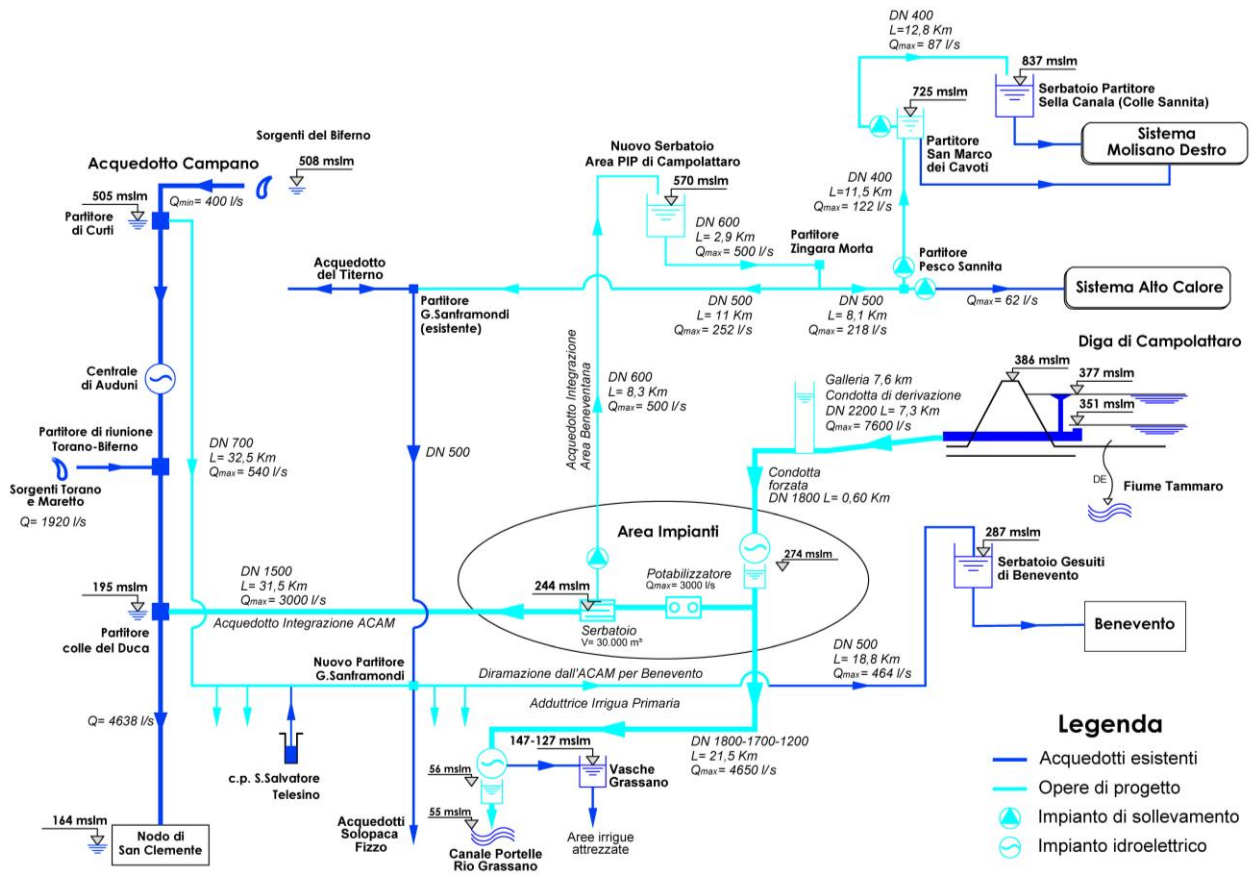 DN 400
L=12,8 Km
Qmax= 87 l/s
837 mslm
Serbatoio Partitore
Sella Canala (Colle Sannita)
725 mslm
Sistema
Molisano Destro
Partitore
San Marco
dei Cavoti
Sorgenti del Biferno
508 mslm
Acquedotto Campano
505 mslm
Qmin= 400 l/s
Partitore
di Curti
Nuovo Serbatoio
Area PIP di Campolattaro
570 mslm
DN 400
L=11,5 Km
Qmax= 122 l/s
DN 600
L= 2,9 Km
Qmax= 500 l/s
Partitore
Zingara Morta
Partitore
Pesco Sannita
Acquedotto
del Titerno
Partitore
G.Sanframondi
(esistente)
DN 500
L= 11 Km
Qmax= 252 l/s
DN 500
L= 8,1 Km
Qmax= 218 l/s
Qmax= 62 l/s
Sistema Alto Calore
Diga di Campolattaro
386 mslm
377 mslm
351 mslm
Centrale
di Auduni
Acquedotto Integrazione
Area Beneventana
DN 600
L= 8,3 Km
Qmax= 500 l/s
Galleria 7,6 km
Condotta di derivazione
DN 2200 L= 7,3 Km
Qmax= 7600 l/s
Partitore di riunione
Torano-Biferno
DN 700
L= 32,5 Km
Qmax= 540 l/s
DN 500
Sorgenti Torano
e Maretto
Q= 1920 l/s
Condotta
forzata
DN 1800 L= 0,60 Km
DE
Fiume Tammaro
Area Impianti
274 mslm
287 mslm
Serbatoio Gesuiti
di Benevento
DN 1500
L= 31,5 Km
Qmax= 3000 l/s
195 mslm
244 mslm
Potabilizzatore
Qmax= 3000 l/s
Acquedotto Integrazione ACAM
Serbatoio
V= 30.000 m³
Partitore
colle del Duca
Benevento
Nuovo Partitore
G.Sanframondi
Diramazione dall'ACAM per Benevento
DN 500
L= 18,8 Km
Qmax= 464 l/s
Adduttrice Irrigua Primaria
Q= 4638 l/s
147-127 mslm
DN 1800-1700-1200
L= 21,5 Km
Qmax= 4650 l/s
c.p. S.Salvatore
Telesino
56 mslm
Vasche
Grassano
55 mslm
164 mslm
Nodo di
San Clemente
Acquedotti
Solopaca
Fizzo
Canale Portelle
Rio Grassano
Aree irrigue
attrezzate
Legenda
Acquedotti esistenti
Opere di progetto
Impianto di sollevamento
Impianto idroelettrico